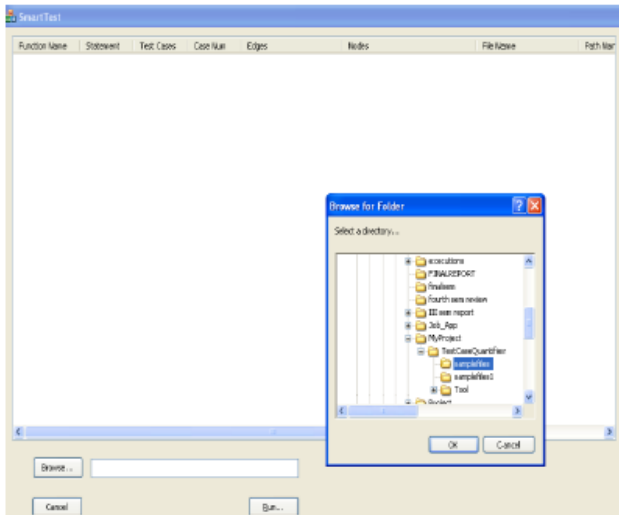 SmartTest
Function Name Statement Test Cases Case Num Edges Nodes File Name Path Nar
Browse for Folder
Select a directory...
executions
FINALREPORT
finalsem
fourth sem review
III sem report
Job_App
MyProject
TestCaseQuantifier
samplefiles
samplefiles1
Tool
Project
OK Cancel
Browse...
Cancel Run...